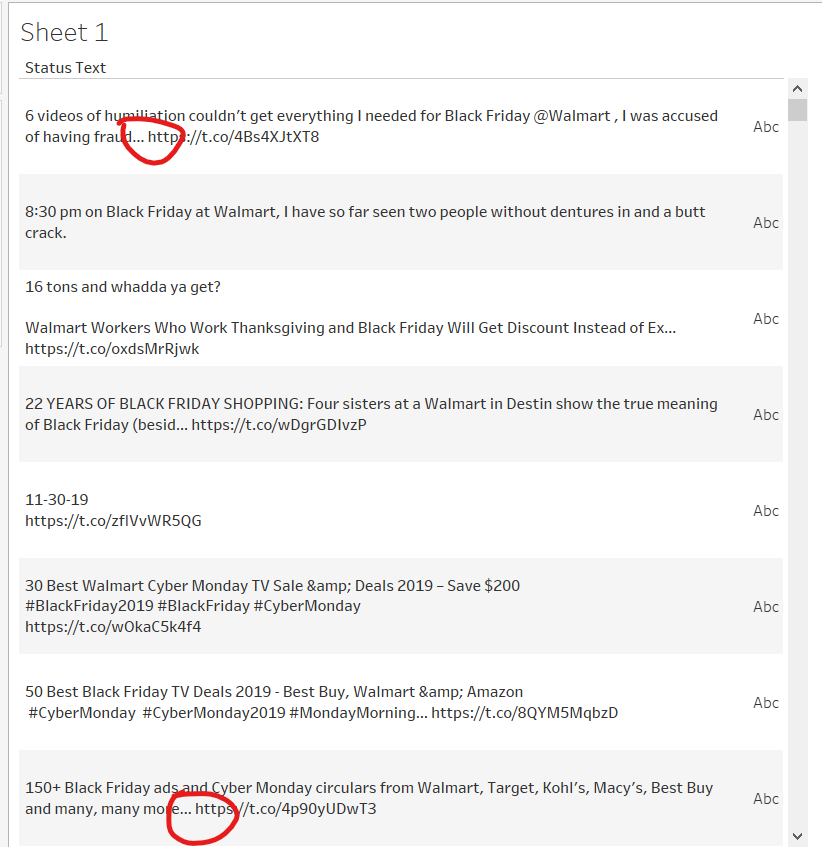 Sheet 1
Status Text
6 videos of humiliation couldn’t get everything I needed for Black Friday @Walmart , I was accused
of having fraud… https://t.co/4Bs4XJtXT8
Abc
8:30 pm on Black Friday at Walmart, I have so far seen two people without dentures in and a butt
crack.
Abc
16 tons and whadda ya get?
Walmart Workers Who Work Thanksgiving and Black Friday Will Get Discount Instead of Ex…
https://t.co/oxdsMrRjwk
Abc
22 YEARS OF BLACK FRIDAY SHOPPING: Four sisters at a Walmart in Destin show the true meaning
of Black Friday (besid… https://t.co/wDgrGDIvzP
Abc
11-30-19
https://t.co/zfIVvWR5QG
Abc
30 Best Walmart Cyber Monday TV Sale &amp; Deals 2019 – Save $200
#BlackFriday2019 #BlackFriday #CyberMonday
https://t.co/wOkaC5k4f4
Abc
50 Best Black Friday TV Deals 2019 - Best Buy, Walmart &amp; Amazon
#CyberMonday #CyberMonday2019 #MondayMorning… https://t.co/8QYM5MqbzD
Abc
150+ Black Friday ads and Cyber Monday circulars from Walmart, Target, Kohl’s, Macy’s, Best Buy
and many, many more… https://t.co/4p90yUDwT3
Abc